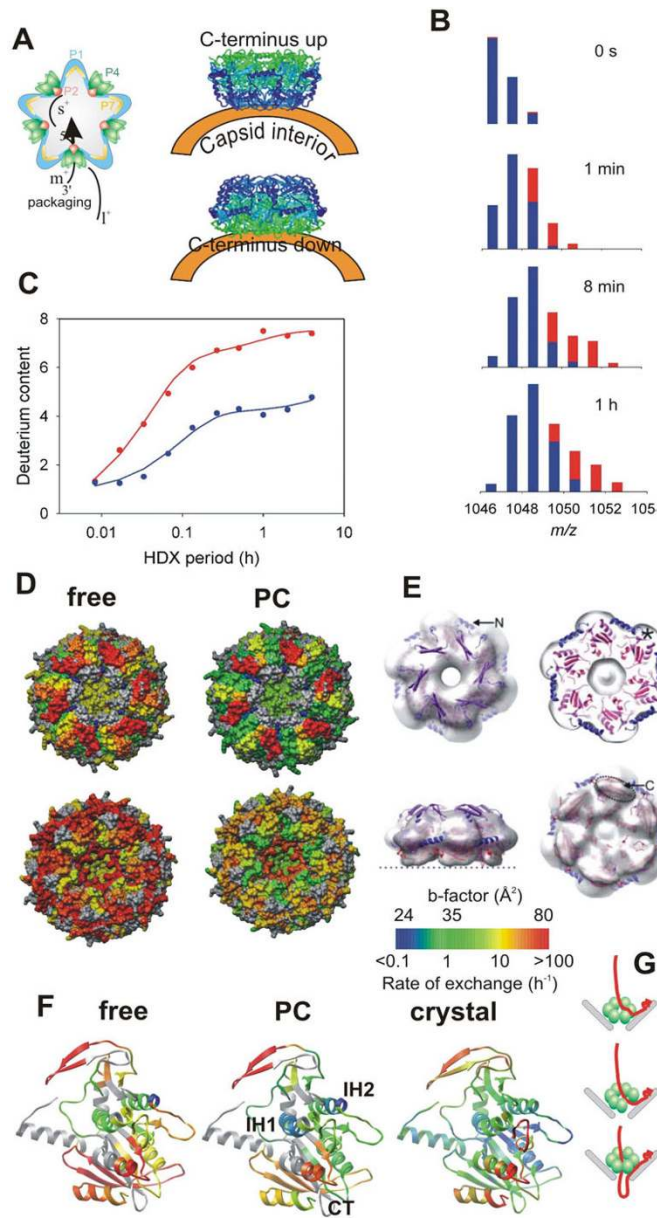 A
P1
P4
P2
P7
s⁺
5'
m⁺
3'
packaging
l⁺
C-terminus up
Capsid interior
C-terminus down
B
0 s
1 min
8 min
1 h
1046 1048 1050 1052 105
m/z
C
8
6
4
2
0
Deuterium content
0.01 0.1 1 10
HDX period (h)
D
free PC
E
N
*
C
b-factor (Å²)
24 35 80
<0.1 1 10 >100
Rate of exchange (h⁻¹)
F
free PC crystal
IH2
IH1
CT
G